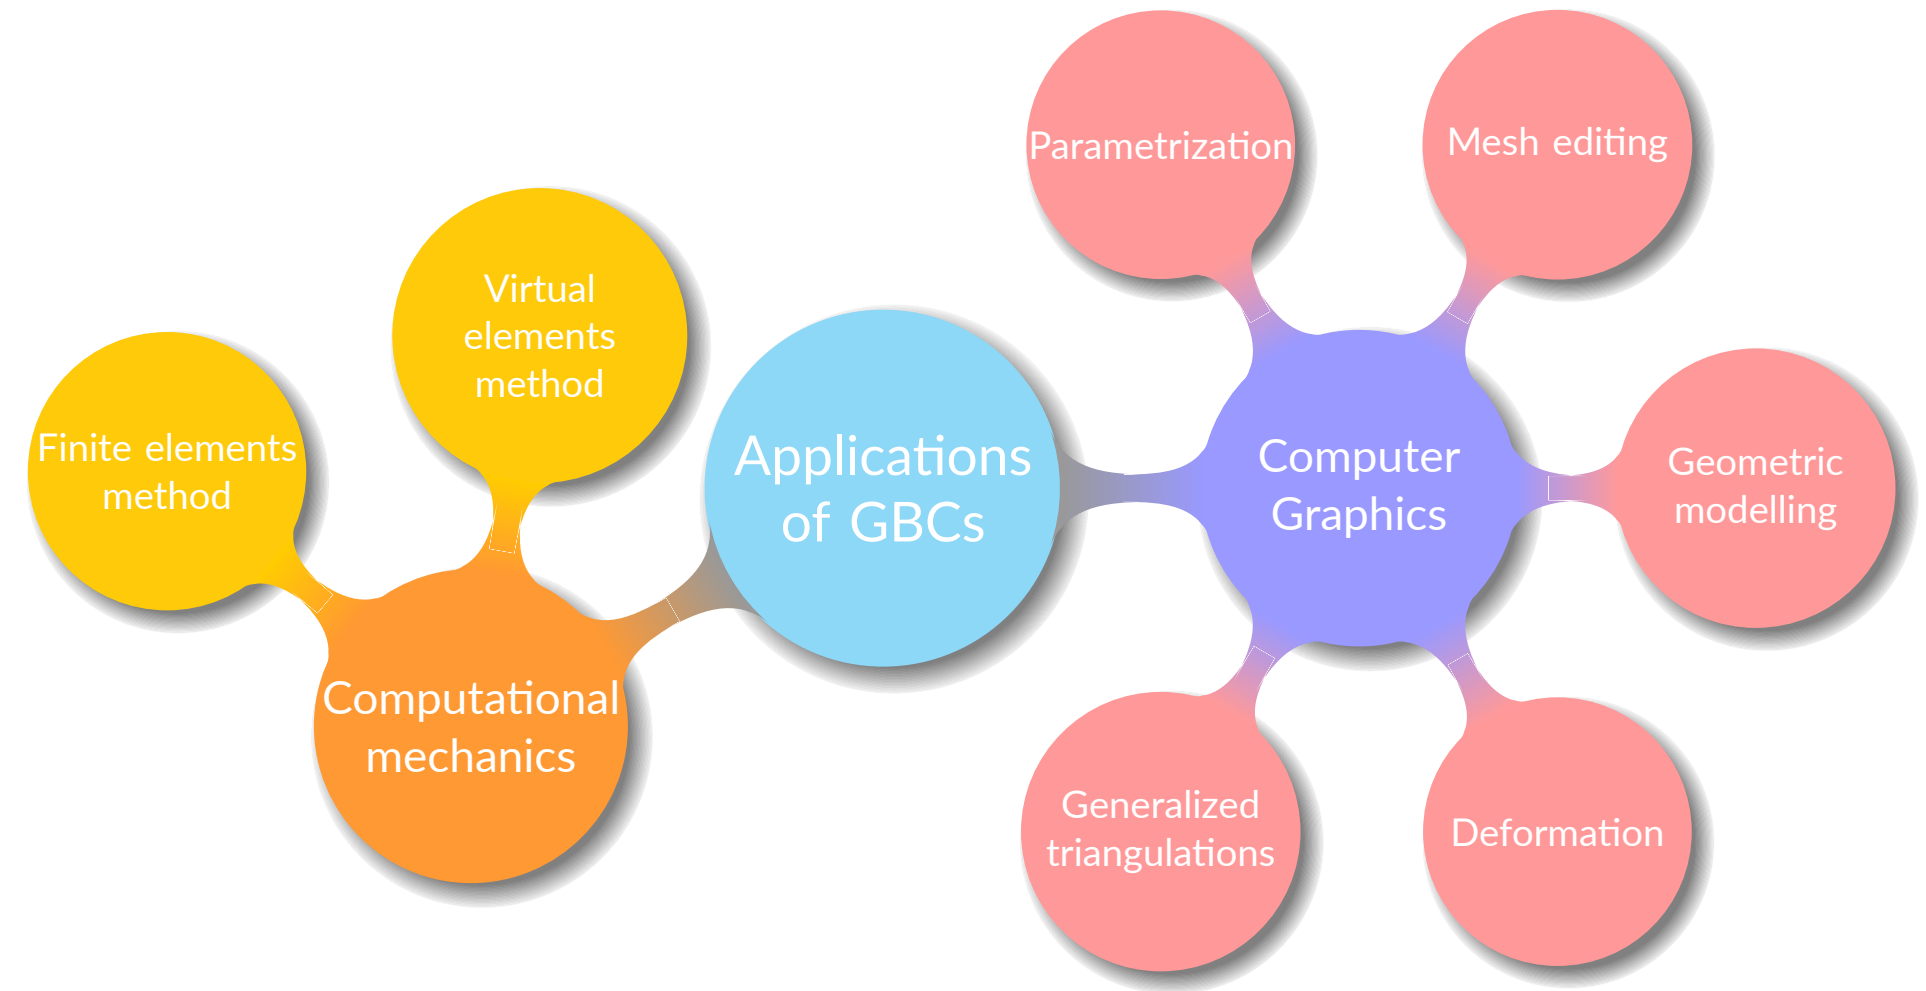 Parametrization
Mesh editing
Virtual
elements
method
Finite elements
method
Applications
of GBCs
Computer
Graphics
Geometric
modelling
Computational
mechanics
Generalized
triangulations
Deformation